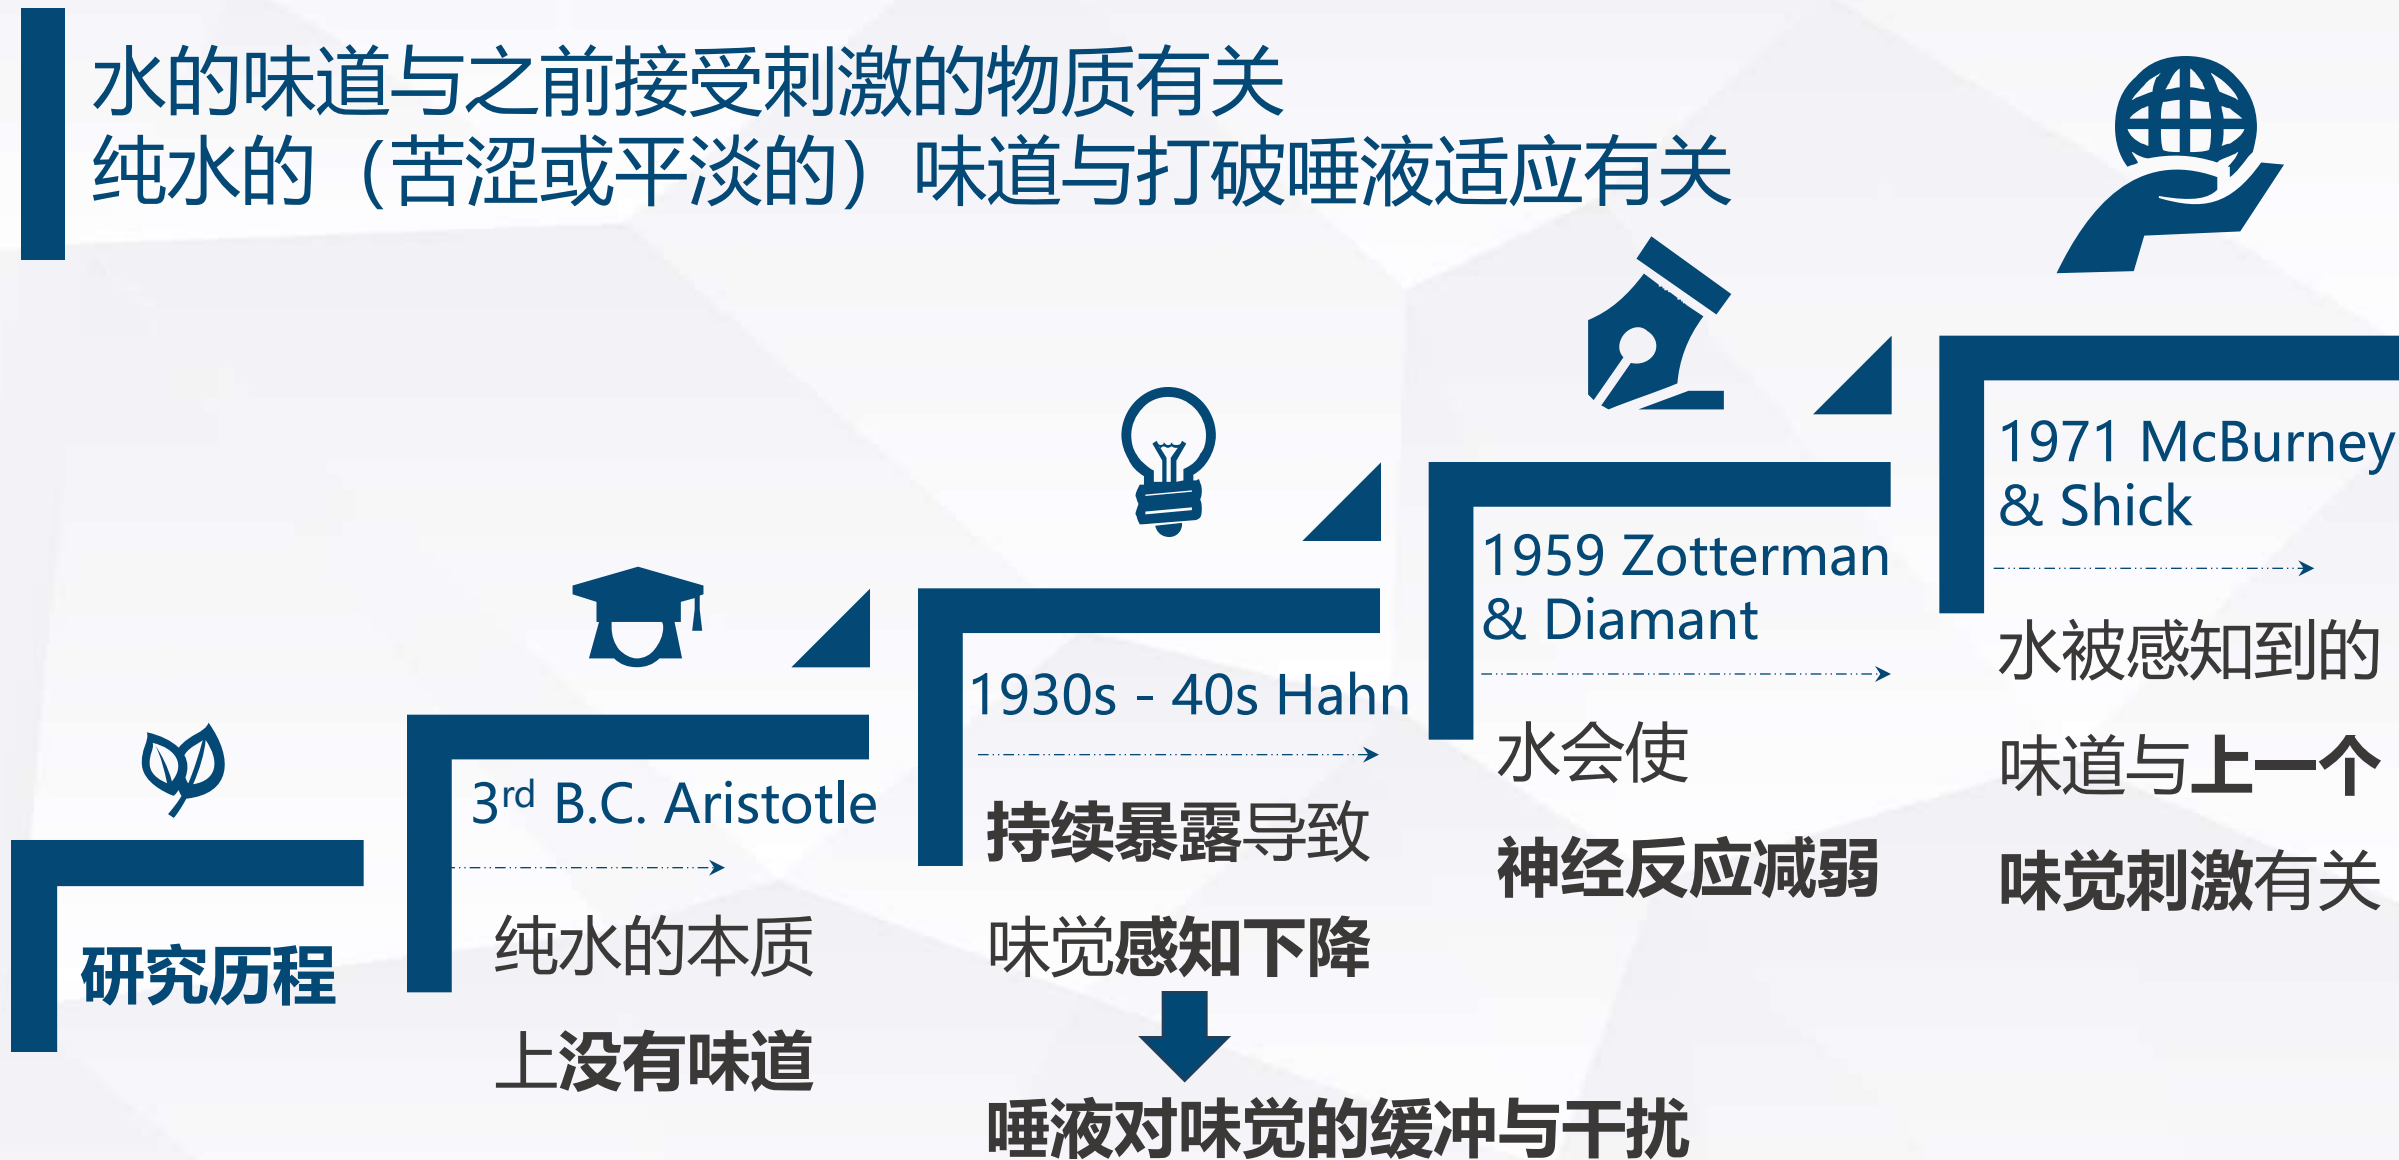 水的味道与之前接受刺激的物质有关
纯水的（苦涩或平淡的）味道与打破唾液适应有关
研究历程
3rd B.C. Aristotle
纯水的本质
上没有味道
1930s - 40s Hahn
持续暴露导致
味觉感知下降
唾液对味觉的缓冲与干扰
1959 Zotterman
& Diamant
水会使
神经反应减弱
1971 McBurney
& Shick
水被感知到的
味道与上一个
味觉刺激有关